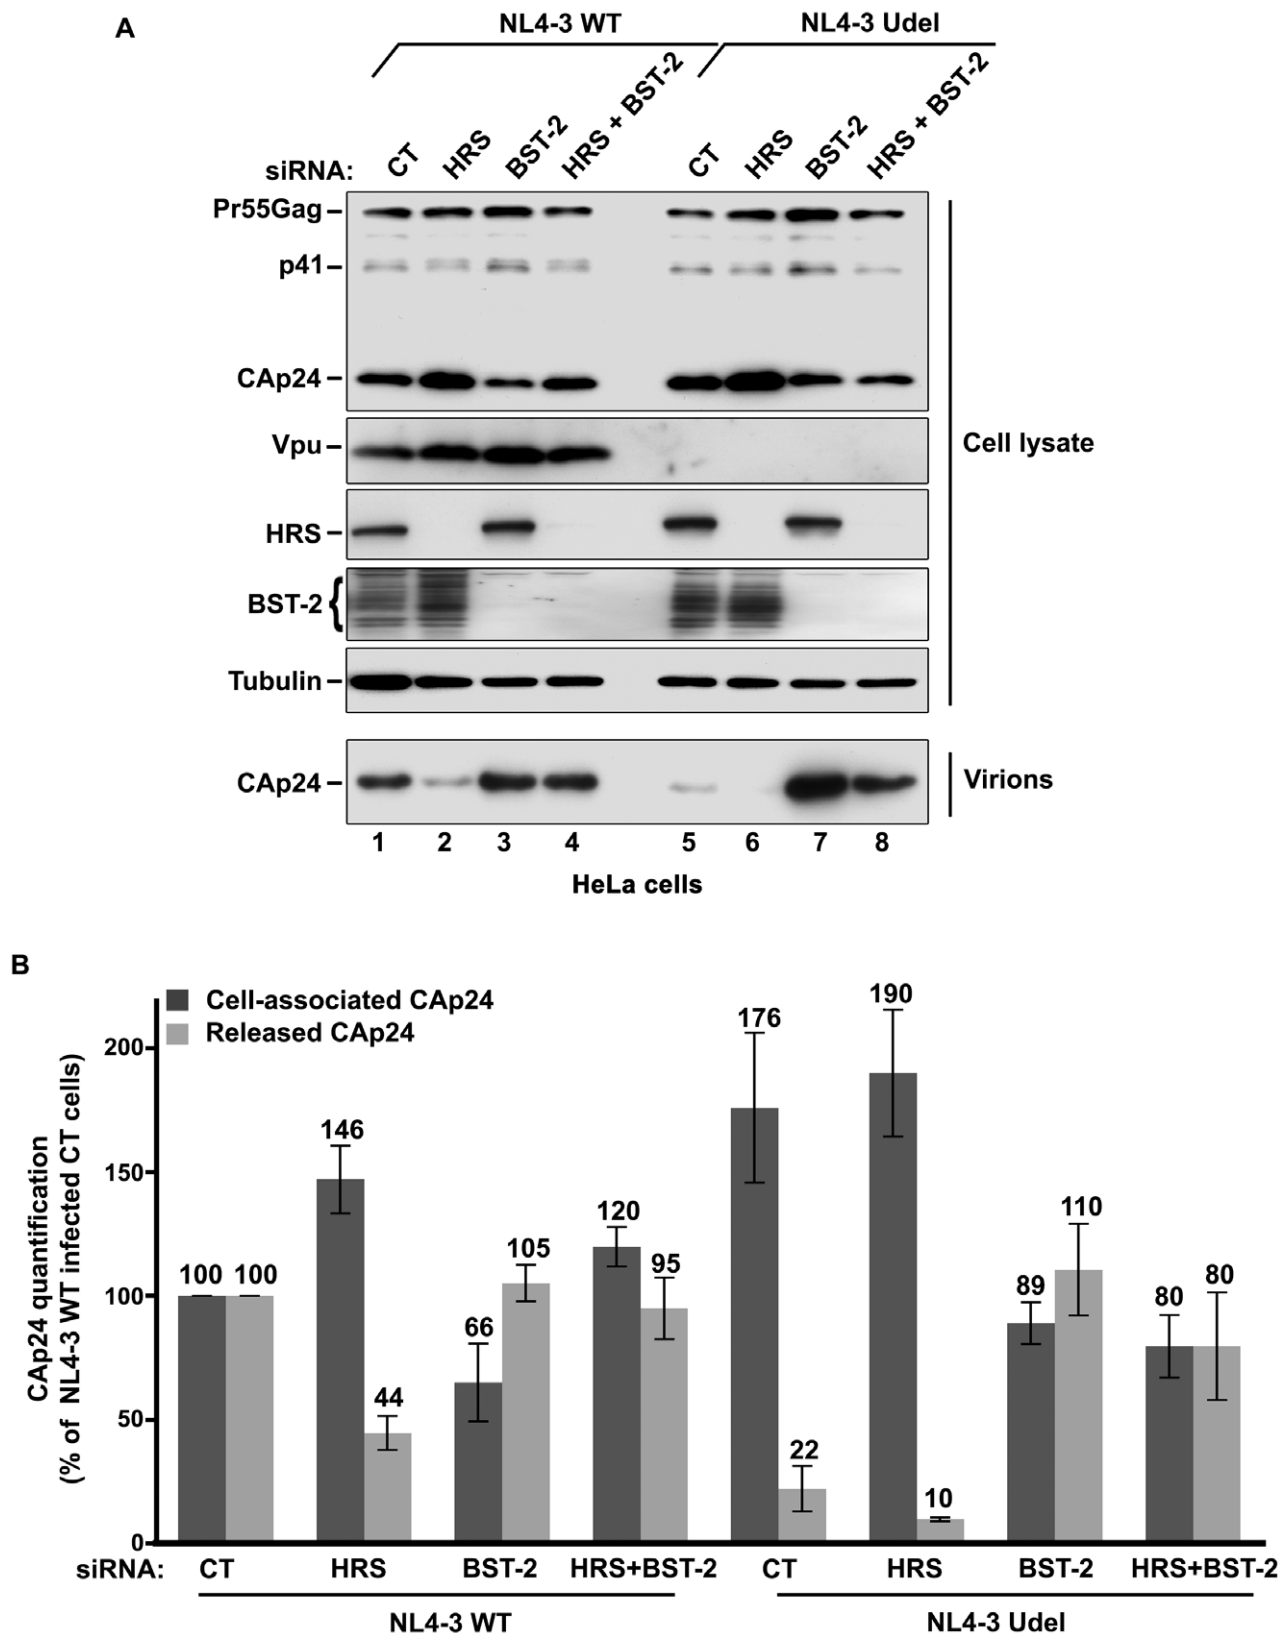 A
NL4-3 WT
NL4-3 Udel
siRNA:
CT
HRS
BST-2
HRS + BST-2
CT
HRS
BST-2
HRS + BST-2
Pr55Gag
p41
CAp24
Vpu
HRS
BST-2
Tubulin
Cell lysate
CAp24
Virions
1 2 3 4 5 6 7 8
HeLa cells
B
Cell-associated CAp24
Released CAp24
CAp24 quantification
(% of NL4-3 WT infected CT cells)
200
150
100
50
0
100 100
146
44
66
105
120
95
176
22
190
10
89
110
80
80
siRNA: CT HRS BST-2 HRS+BST-2 CT HRS BST-2 HRS+BST-2
NL4-3 WT
NL4-3 Udel